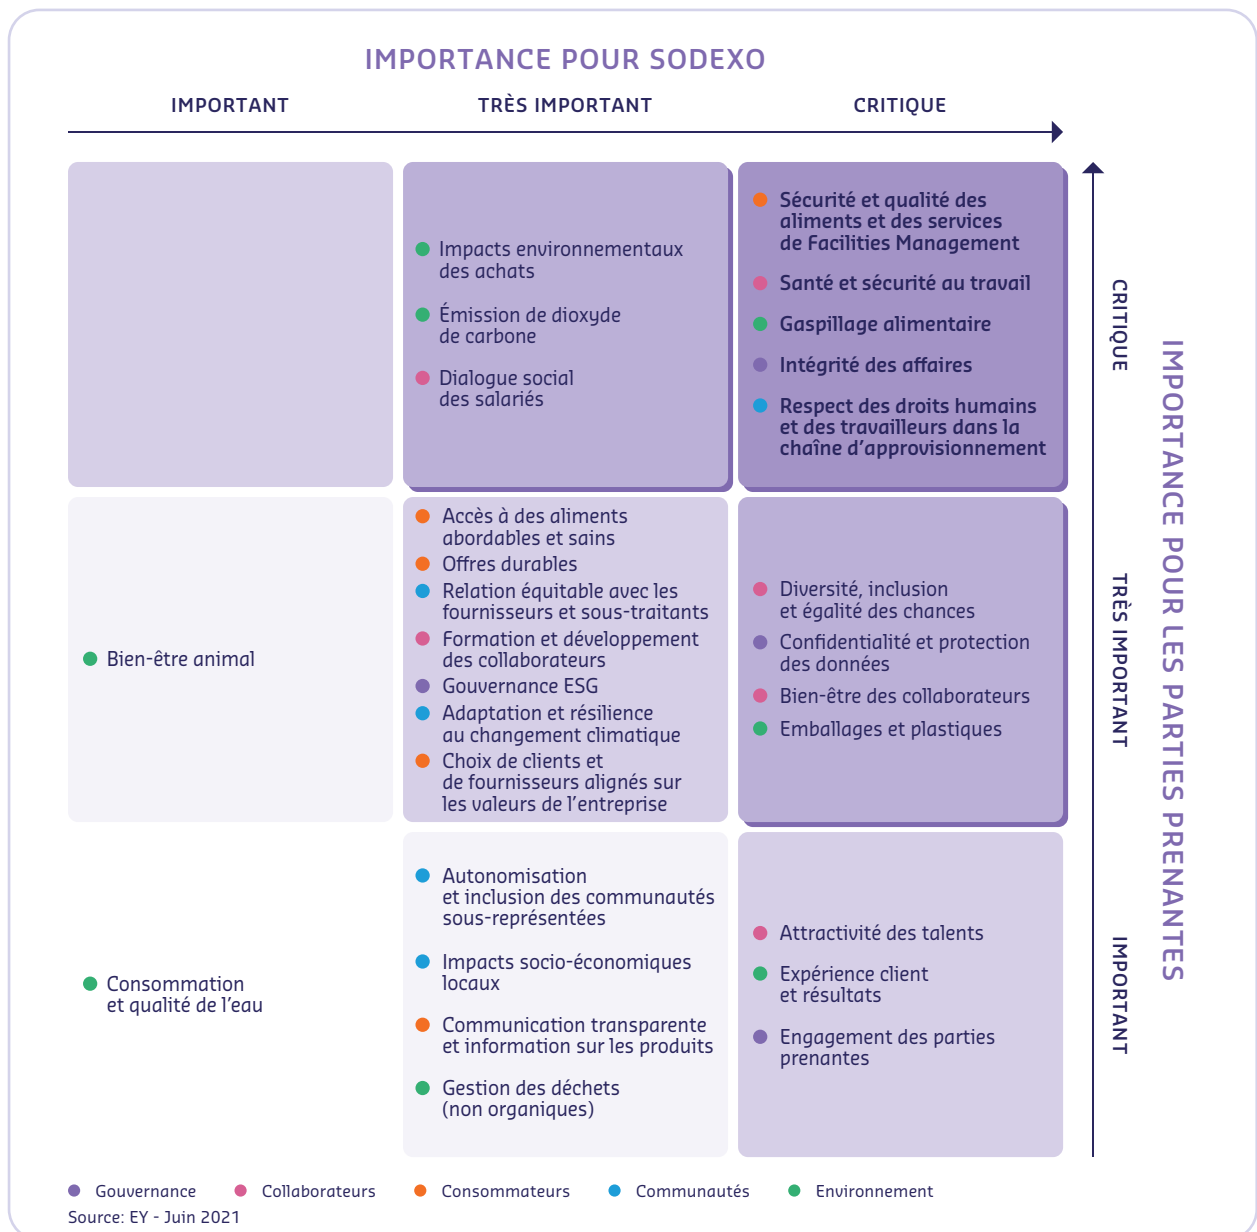 IMPORTANCE POUR SODEXO
IMPORTANT
TRÈS IMPORTANT
CRITIQUE
Impacts environnementaux
des achats
Émission de dioxyde
de carbone
Dialogue social
des salariés
Sécurité et qualité des
aliments et des services
de Facilities Management
Santé et sécurité au travail
Gaspillage alimentaire
Intégrité des affaires
Respect des droits humains
et des travailleurs dans la
chaîne d'approvisionnement
CRITIQUE
Bien-être animal
Accès à des aliments
abordables et sains
Offres durables
Relation équitable avec les
fournisseurs et sous-traitants
Formation et développement
des collaborateurs
Gouvernance ESG
Adaptation et résilience
au changement climatique
Choix de clients et
de fournisseurs alignés sur
les valeurs de l'entreprise
Diversité, inclusion
et égalité des chances
Confidentialité et protection
des données
Bien-être des collaborateurs
Emballages et plastiques
TRÈS IMPORTANT
Consommation
et qualité de l'eau
Autonomisation
et inclusion des communautés
sous-représentées
Impacts socio-économiques
locaux
Communication transparente
et information sur les produits
Gestion des déchets
(non organiques)
Attractivité des talents
Expérience client
et résultats
Engagement des parties
prenantes
IMPORTANT
IMPORTANCE POUR LES PARTIES PRENANTES
Gouvernance
Collaborateurs
Consommateurs
Communautés
Environnement
Source: EY - Juin 2021